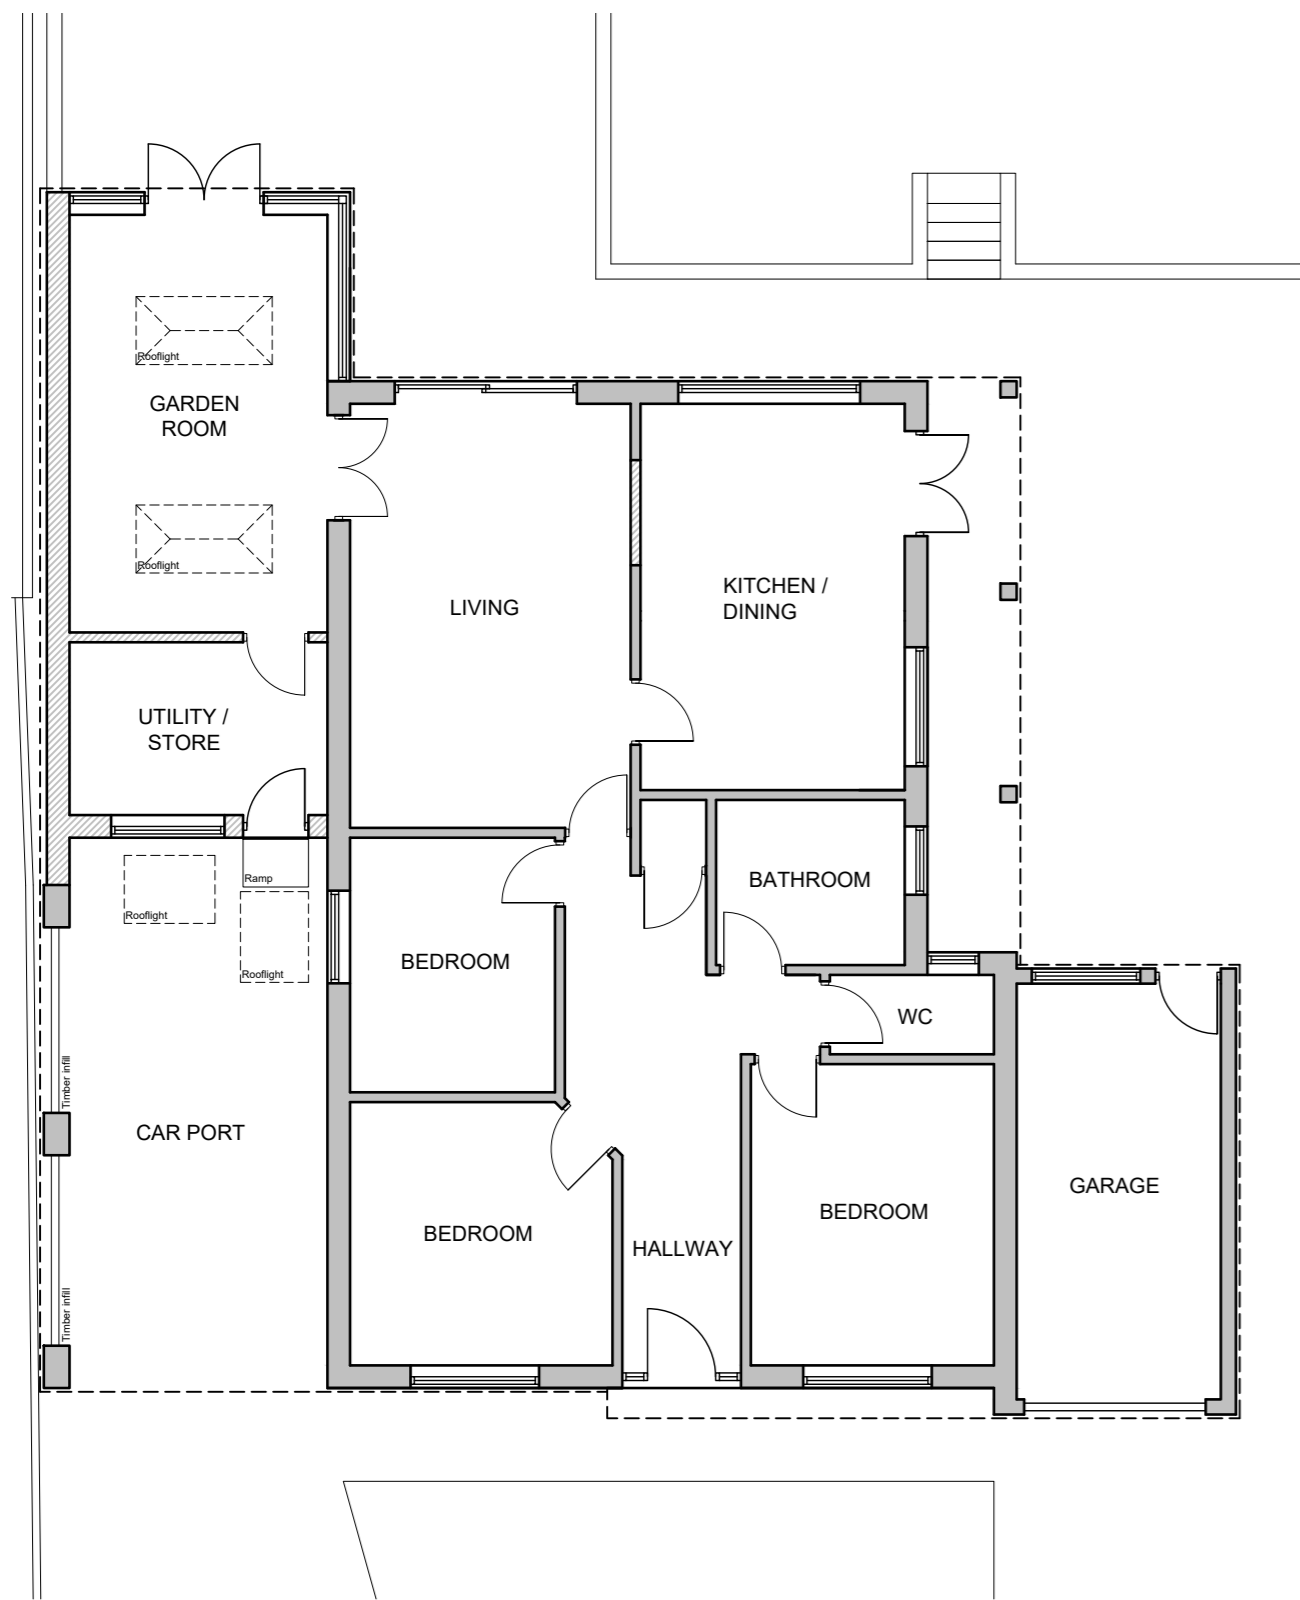 Rooflight
GARDEN
ROOM
Rooflight
LIVING
KITCHEN /
DINING
UTILITY /
STORE
Ramp
Rooflight
Rooflight
BATHROOM
BEDROOM
WC
Timber infill
CAR PORT
GARAGE
BEDROOM
BEDROOM
HALLWAY
Timber infill